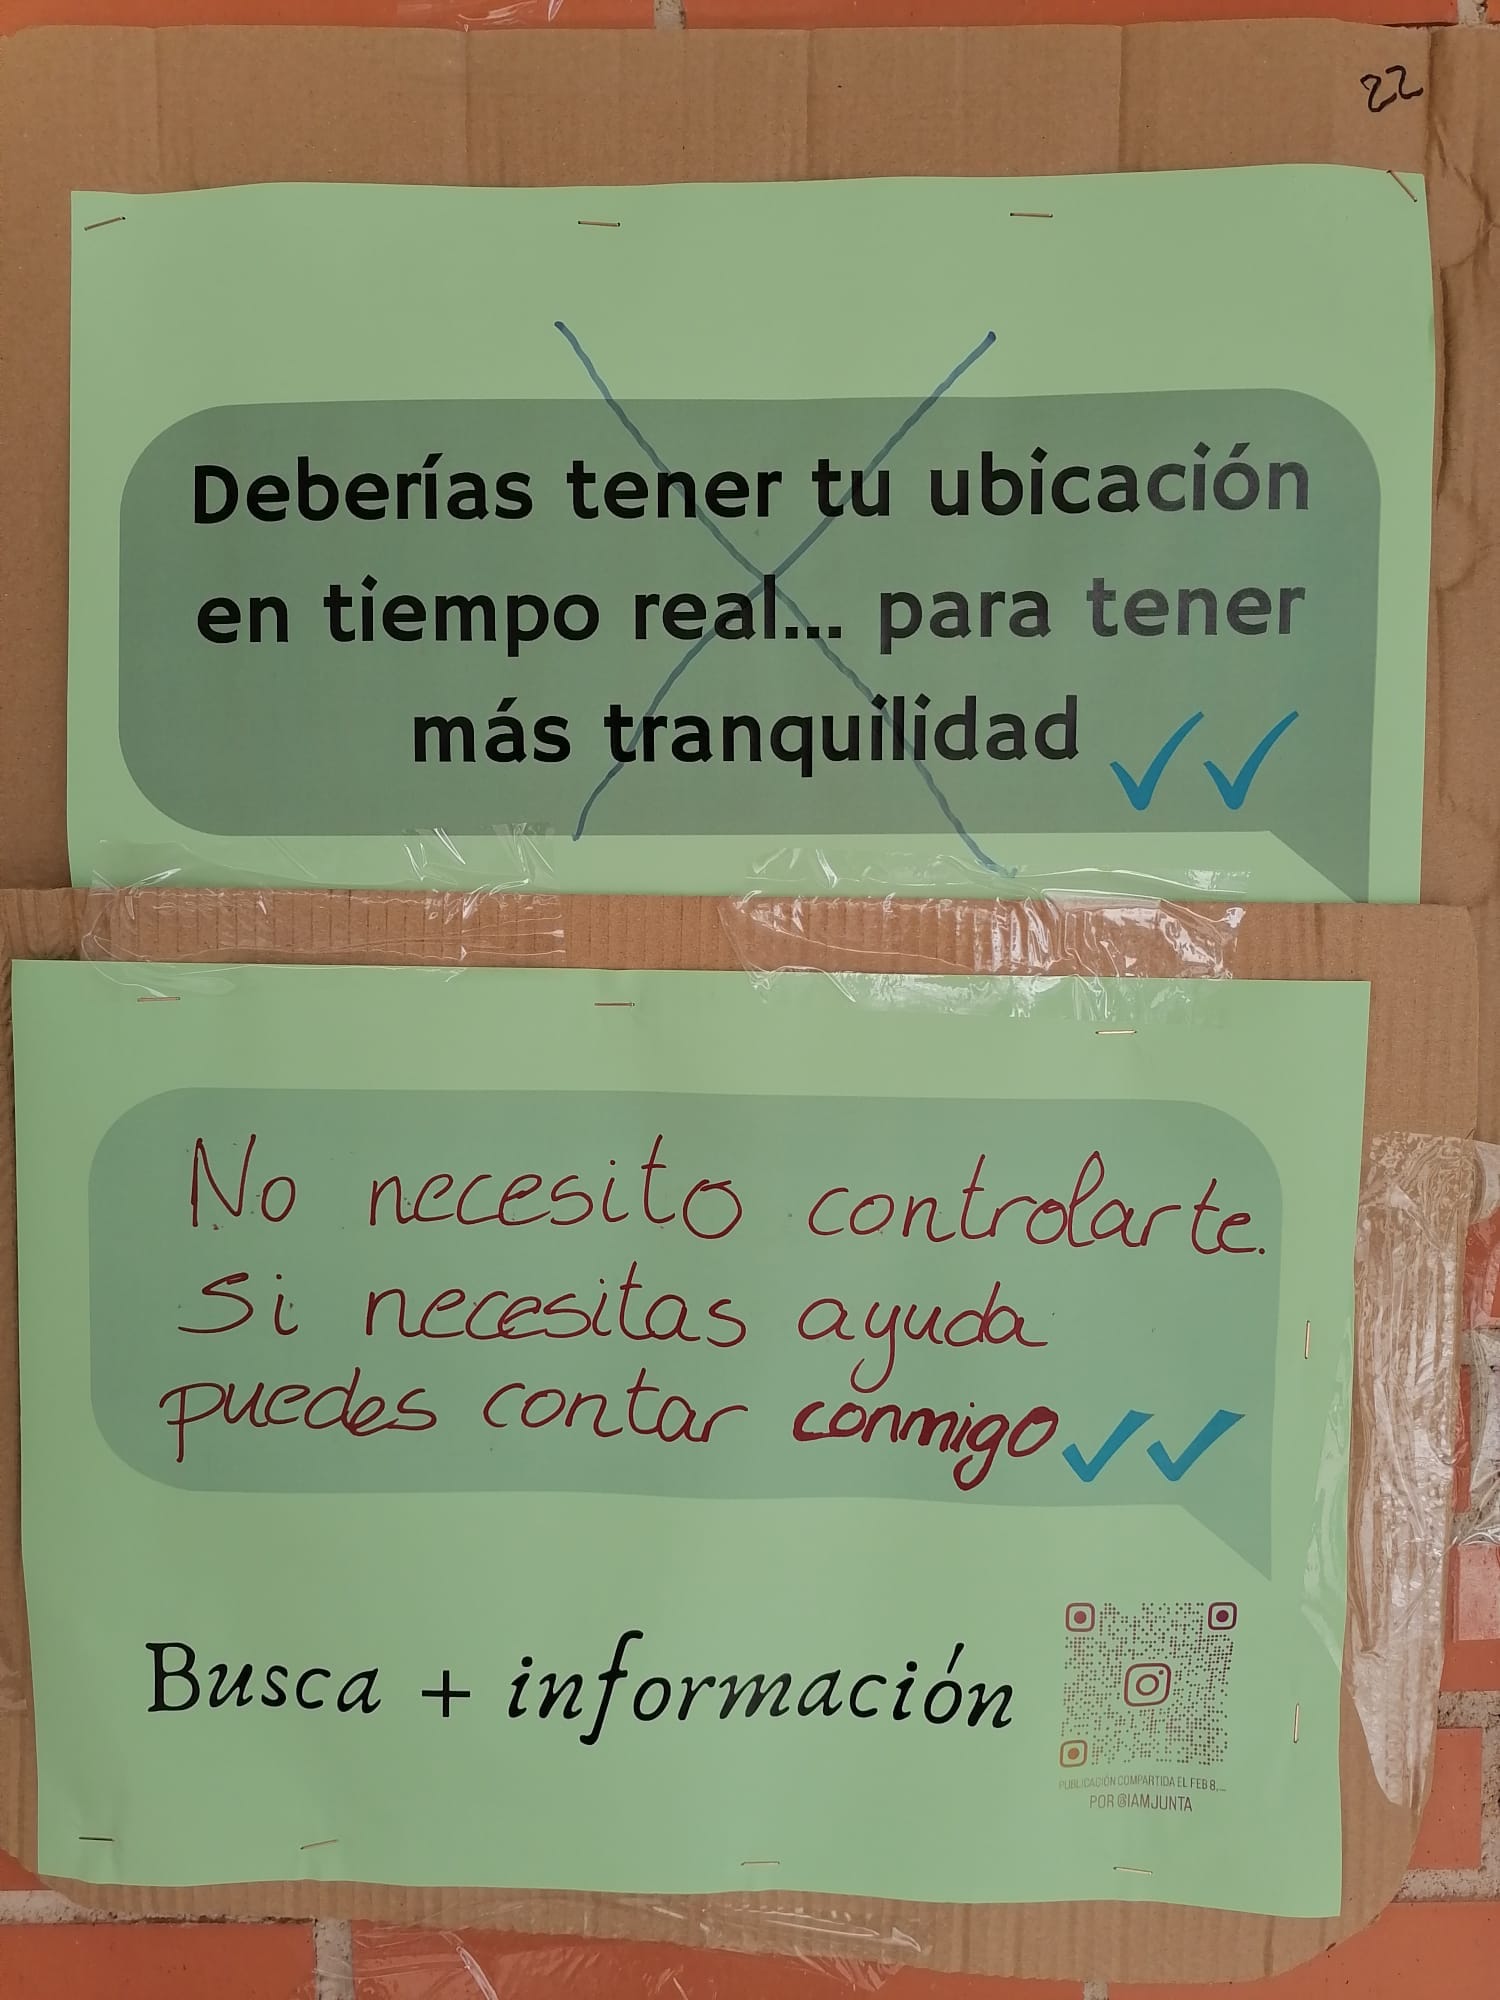 22
Deberías tener tu ubicación
en tiempo real... para tener
más tranquilidad
No necesito controlarte.
Si necesitas ayuda
puedes contar conmigo
Busca + información
PUBLICACIÓN COMPARTIDA EL FEB 8,...
POR @IAMJUNTA